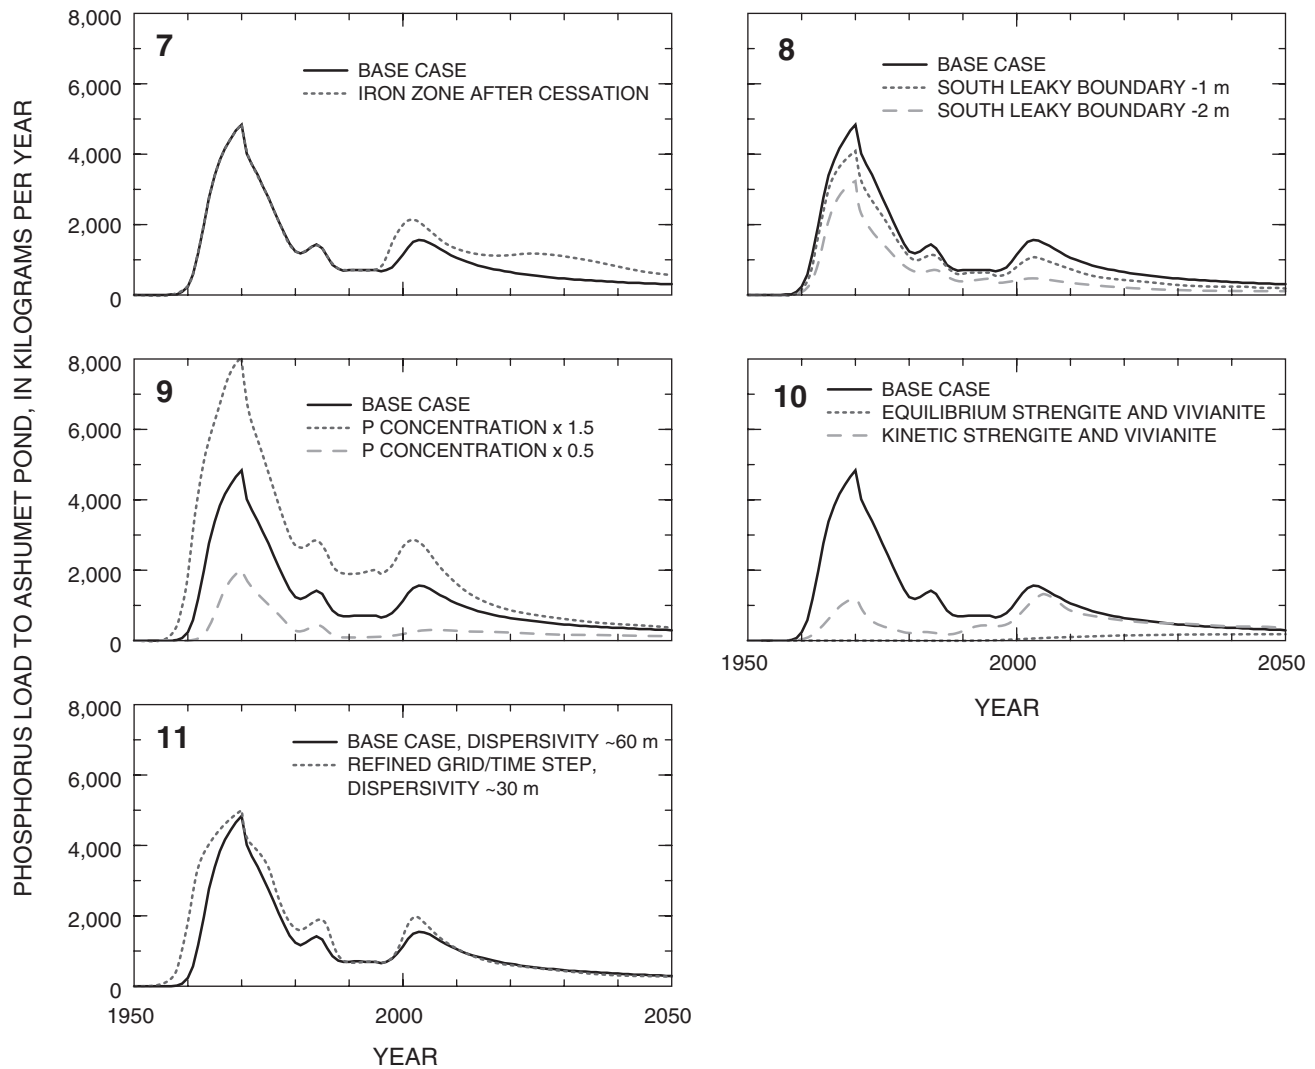 PHOSPHORUS LOAD TO ASHUMET POND, IN KILOGRAMS PER YEAR
7
BASE CASE
IRON ZONE AFTER CESSATION
8,000
6,000
4,000
2,000
0
8
BASE CASE
SOUTH LEAKY BOUNDARY -1 m
SOUTH LEAKY BOUNDARY -2 m
9
BASE CASE
P CONCENTRATION x 1.5
P CONCENTRATION x 0.5
8,000
6,000
4,000
2,000
0
10
BASE CASE
EQUILIBRIUM STRENGITE AND VIVIANITE
KINETIC STRENGITE AND VIVIANITE
1950
2000
2050
YEAR
11
BASE CASE, DISPERSIVITY ~60 m
REFINED GRID/TIME STEP,
DISPERSIVITY ~30 m
8,000
6,000
4,000
2,000
0
1950
2000
2050
YEAR